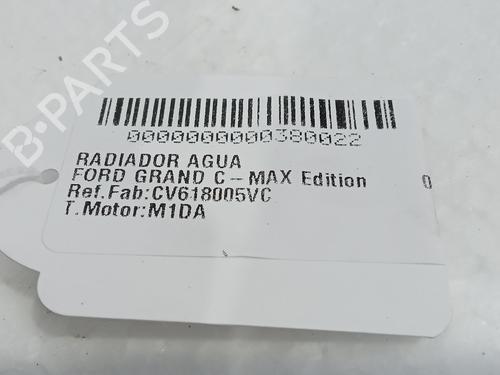 B-PARTS
0000000000380022
RADIADOR AGUA
FORD GRAND C-MAX Edition 0
Ref.Fab:CV618005VC
T.Motor:M1DA